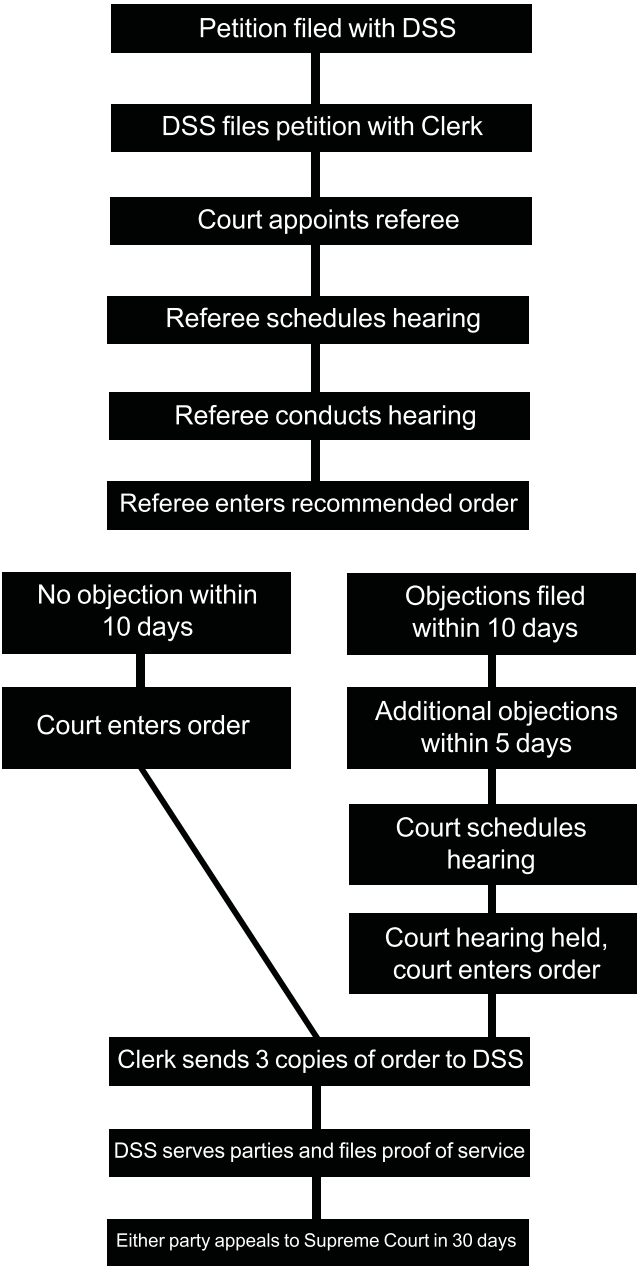 Petition filed with DSS
DSS files petition with Clerk
Court appoints referee
Referee schedules hearing
Referee conducts hearing
Referee enters recommended order
No objection within
10 days
Court enters order
Objections filed
within 10 days
Additional objections
within 5 days
Court schedules
hearing
Court hearing held,
court enters order
Clerk sends 3 copies of order to DSS
DSS serves parties and files proof of service
Either party appeals to Supreme Court in 30 days